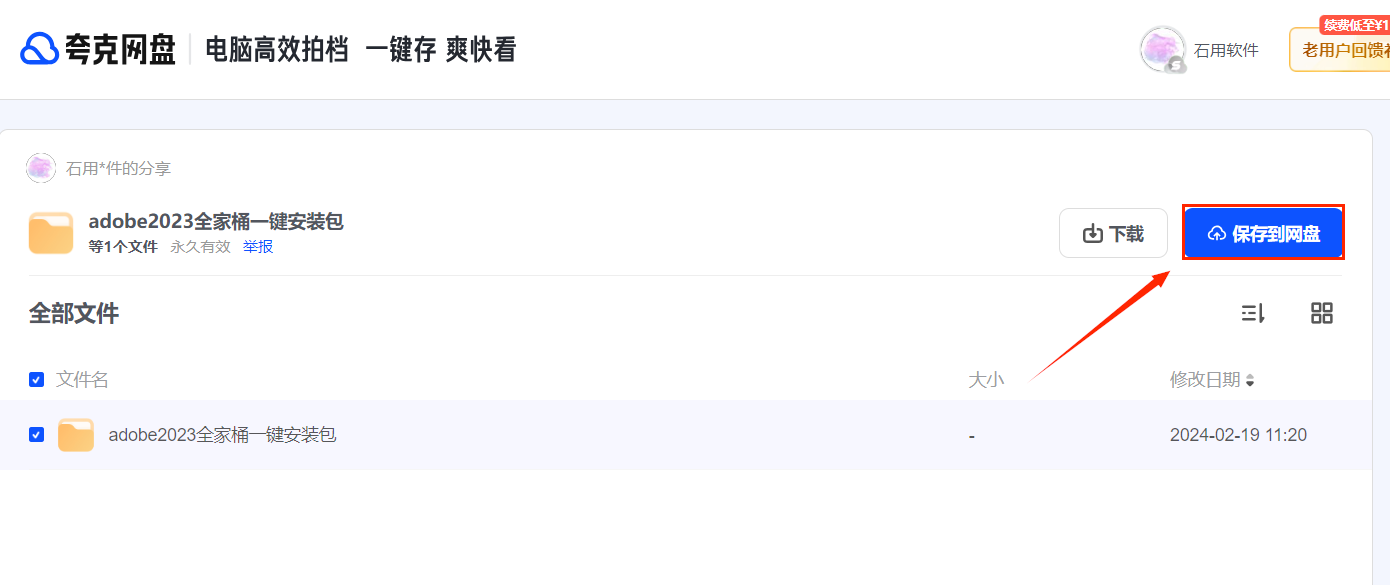 夸克网盘
电脑高效拍档 一键存 爽快看
石用软件
续费低至¥1
老用户回馈
石用*件的分享
adobe2023全家桶一键安装包
等1个文件 永久有效 举报
下载
保存到网盘
全部文件
文件名 大小 修改日期
adobe2023全家桶一键安装包 - 2024-02-19 11:20